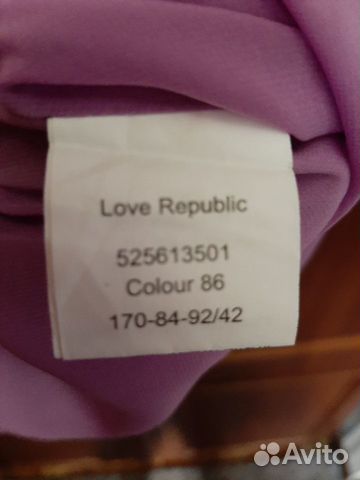 Love Republic
525613501
Colour 86
170-84-92/42
Avito